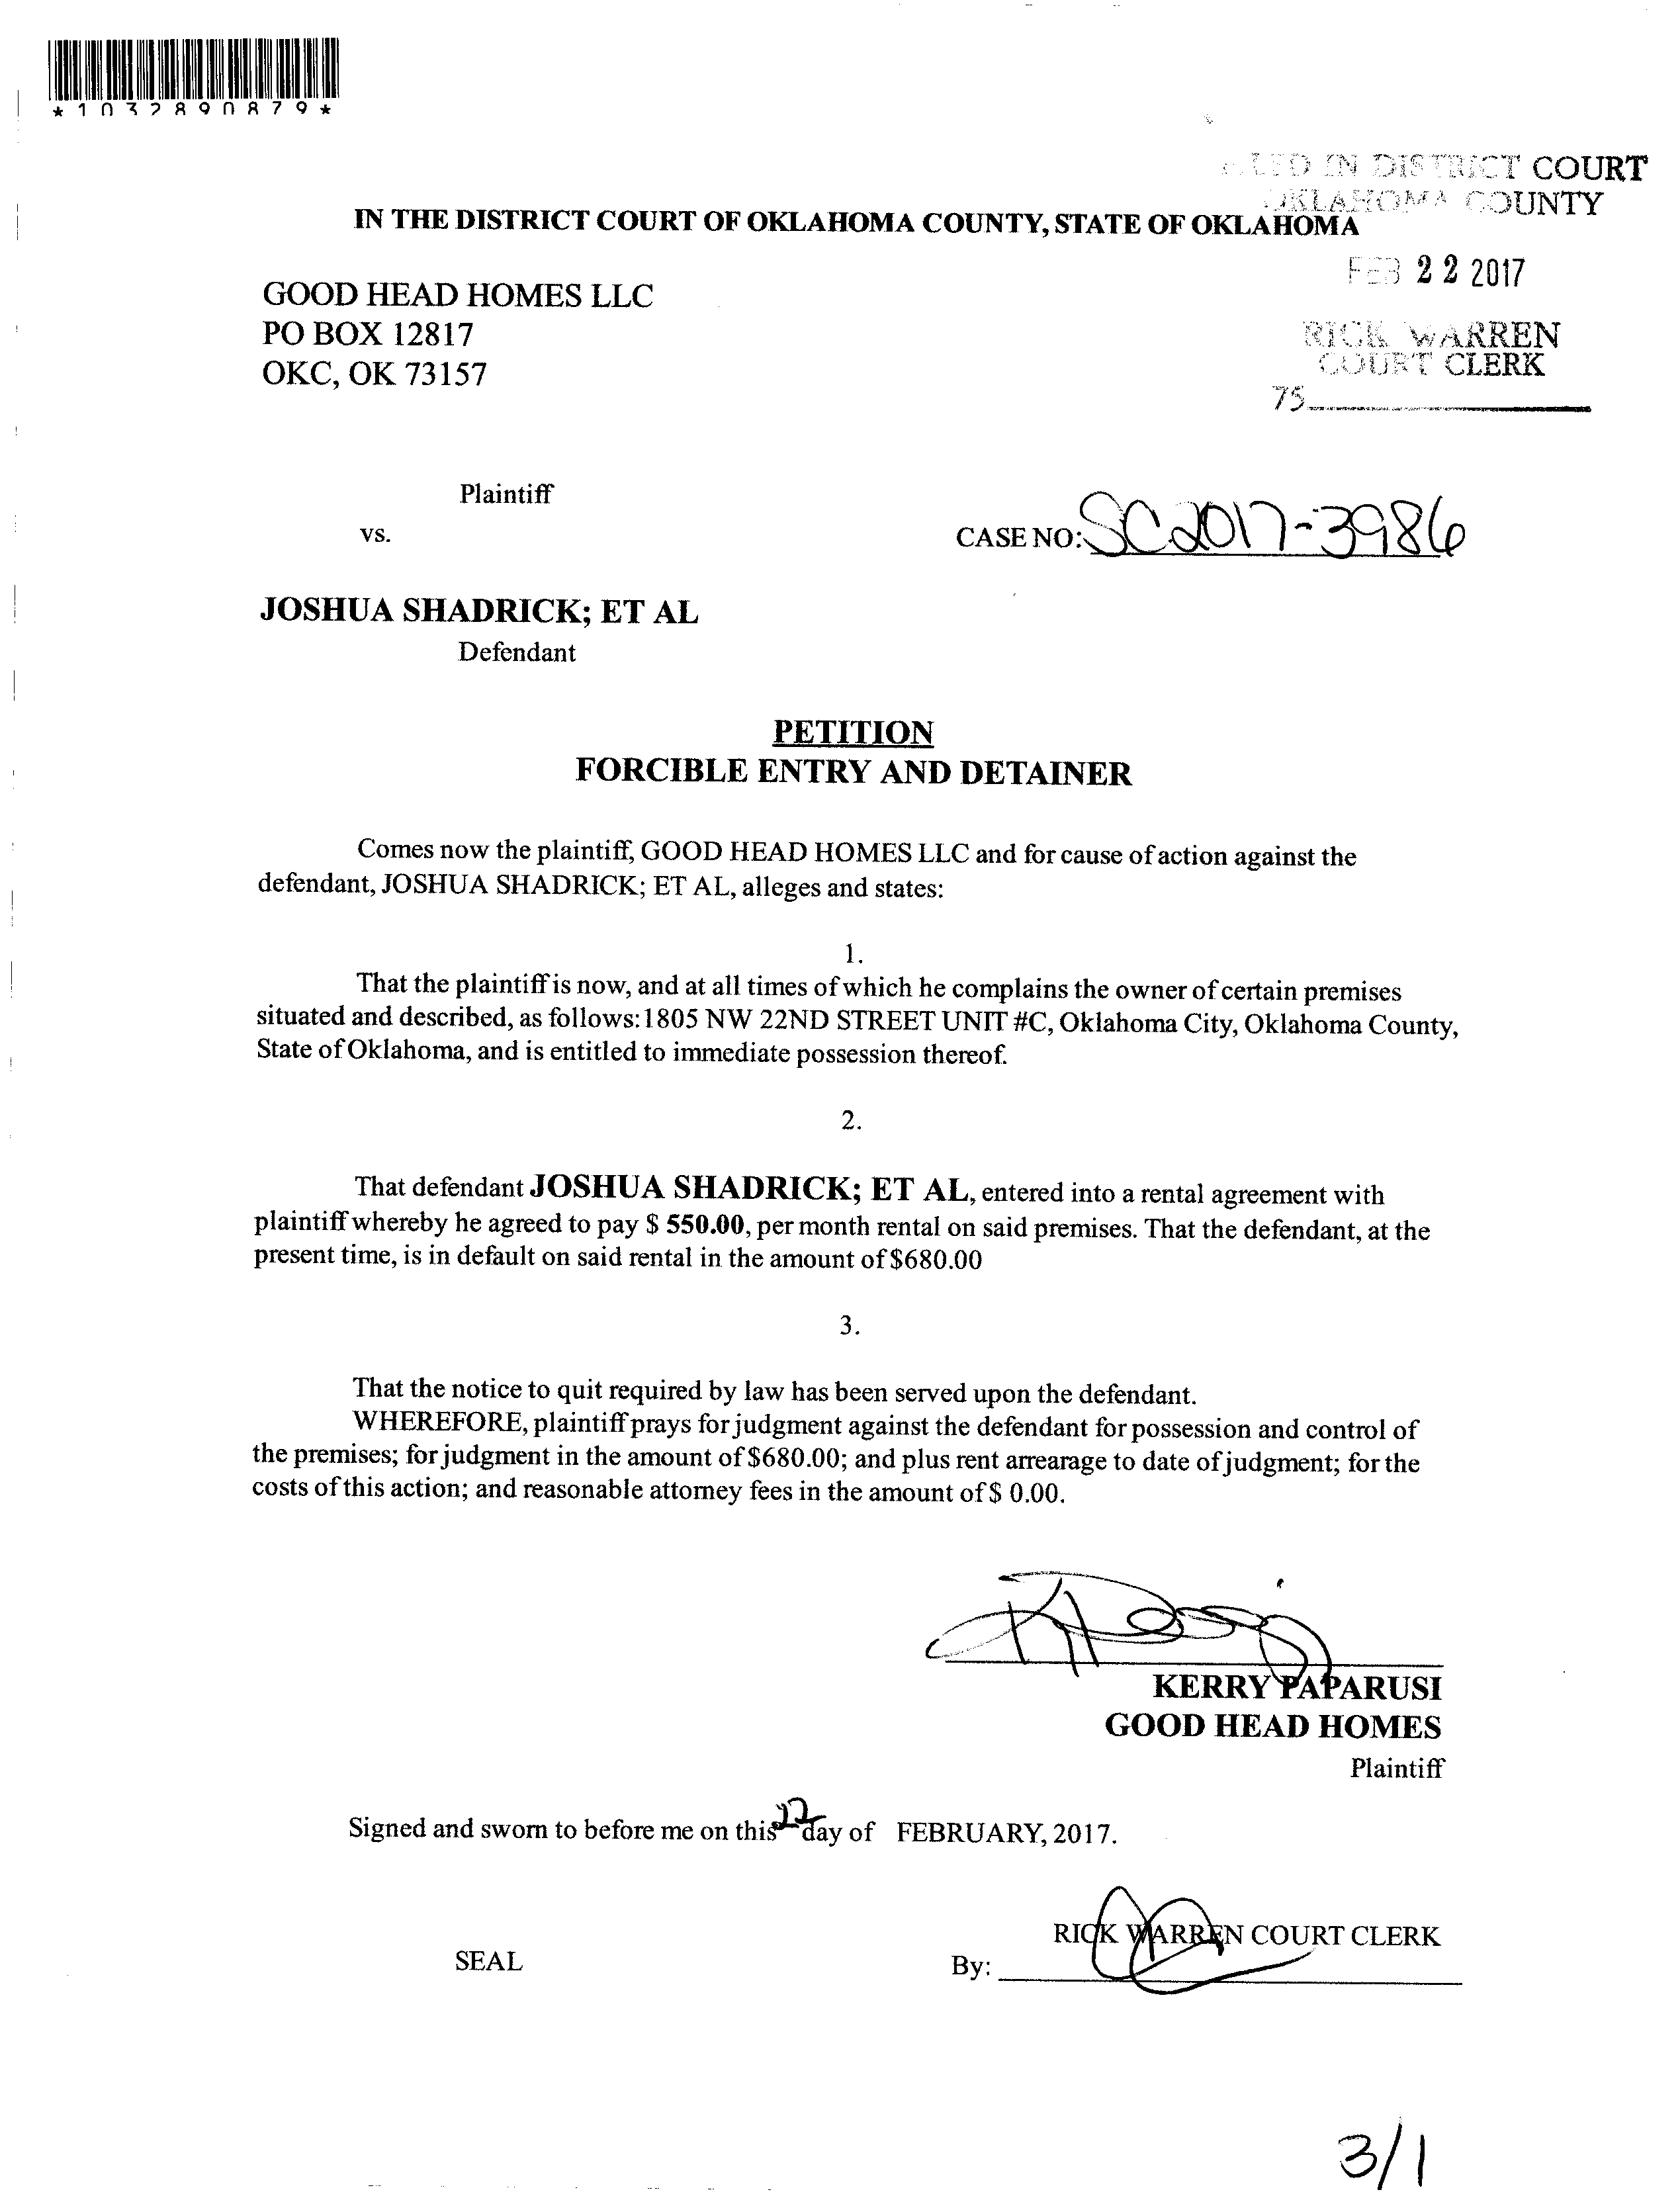 *1032890879*
FILED IN DISTRICT COURT
OKLAHOMA COUNTY
IN THE DISTRICT COURT OF OKLAHOMA COUNTY, STATE OF OKLAHOMA
FEB 22 2017
GOOD HEAD HOMES LLC
PO BOX 12817
OKC, OK 73157
RICK WARREN
COURT CLERK
75
Plaintiff
vs.
CASE NO: SC2017-3986
JOSHUA SHADRICK; ET AL
Defendant
PETITION
FORCIBLE ENTRY AND DETAINER
Comes now the plaintiff, GOOD HEAD HOMES LLC and for cause of action against the
defendant, JOSHUA SHADRICK; ET AL, alleges and states:
1.
That the plaintiff is now, and at all times of which he complains the owner of certain premises
situated and described, as follows: 1805 NW 22ND STREET UNIT #C, Oklahoma City, Oklahoma County,
State of Oklahoma, and is entitled to immediate possession thereof.
2.
That defendant JOSHUA SHADRICK; ET AL, entered into a rental agreement with
plaintiff whereby he agreed to pay $ 550.00, per month rental on said premises. That the defendant, at the
present time, is in default on said rental in the amount of $680.00
3.
That the notice to quit required by law has been served upon the defendant.
WHEREFORE, plaintiff prays for judgment against the defendant for possession and control of
the premises; for judgment in the amount of $680.00; and plus rent arrearage to date of judgment; for the
costs of this action; and reasonable attorney fees in the amount of $ 0.00.
KERRY PAPARUSI
GOOD HEAD HOMES
Plaintiff
Signed and sworn to before me on this 22 day of FEBRUARY, 2017.
RICK WARREN COURT CLERK
SEAL
By:
3/1